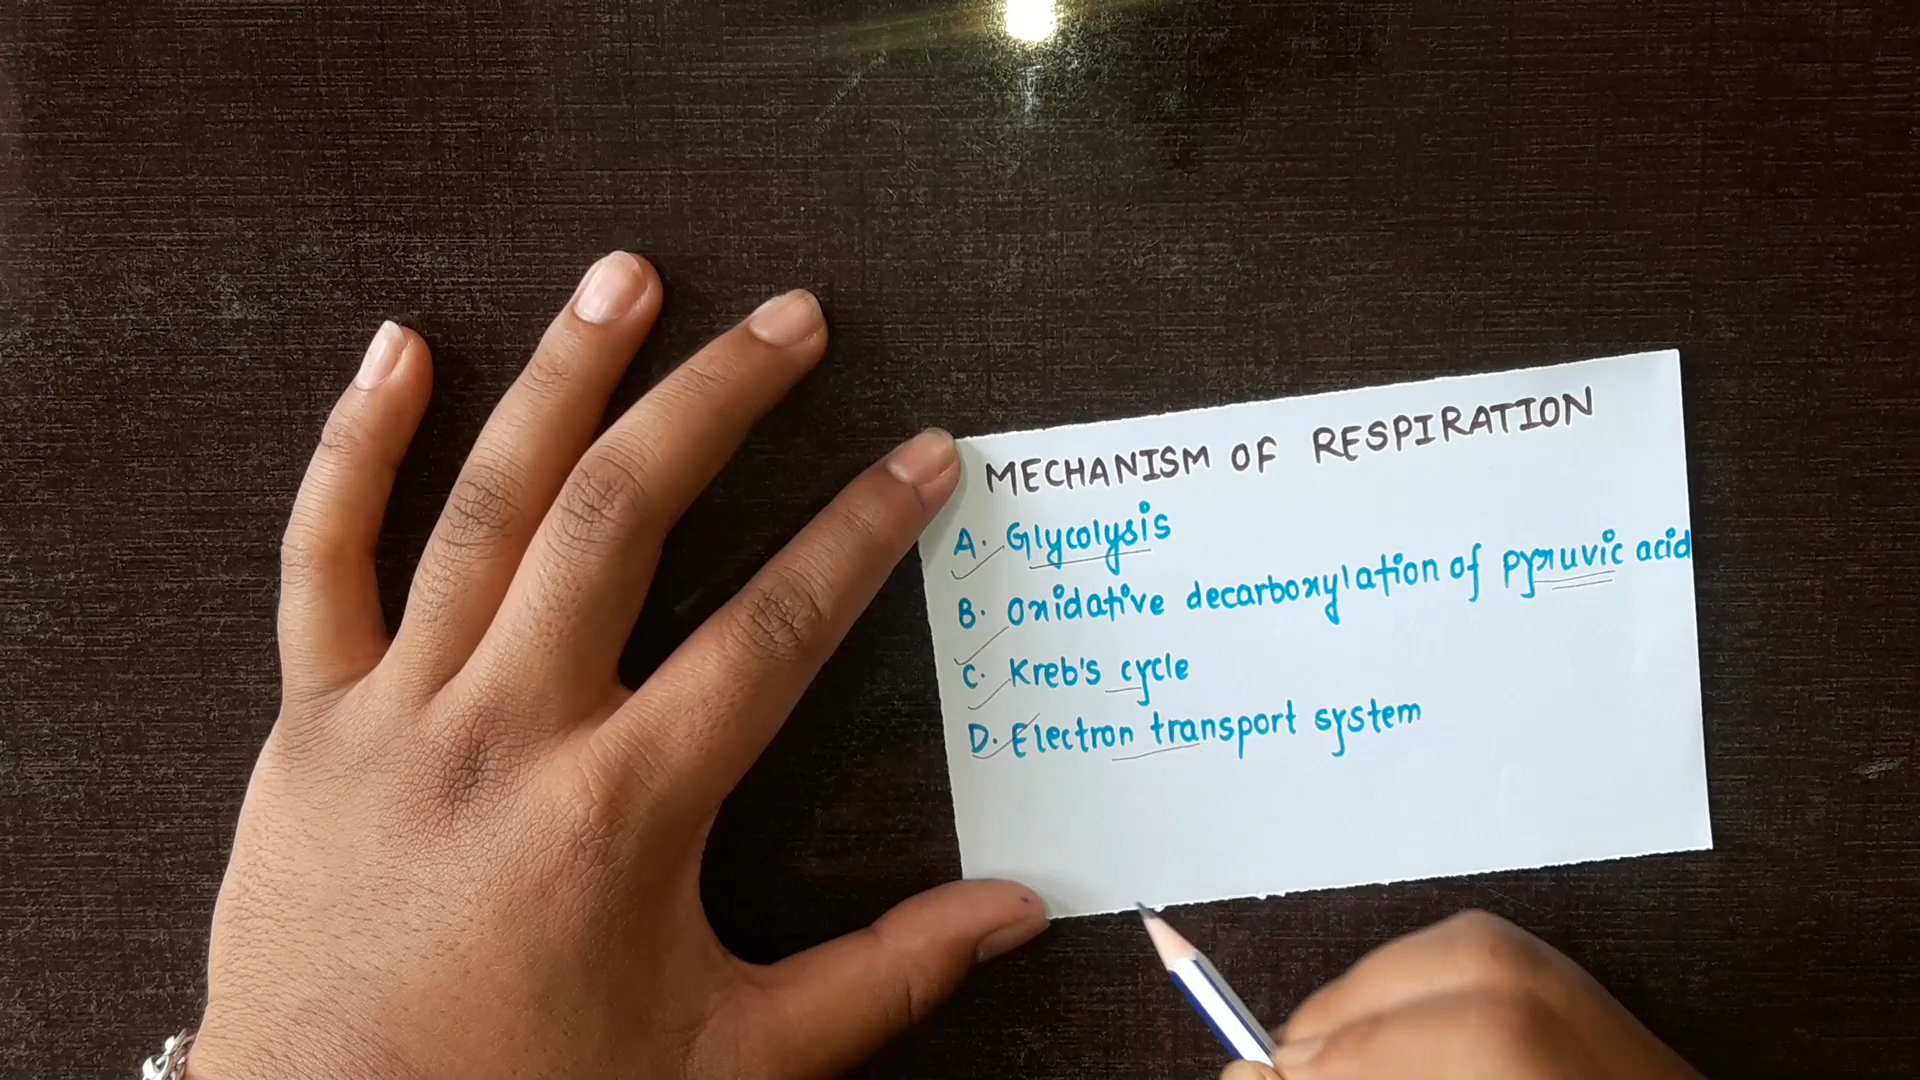 MECHANISM OF RESPIRATION
A. Glycolysis
B. Oxidative decarboxylation of pyruvic acid
C. Kreb's cycle
D. Electron transport system